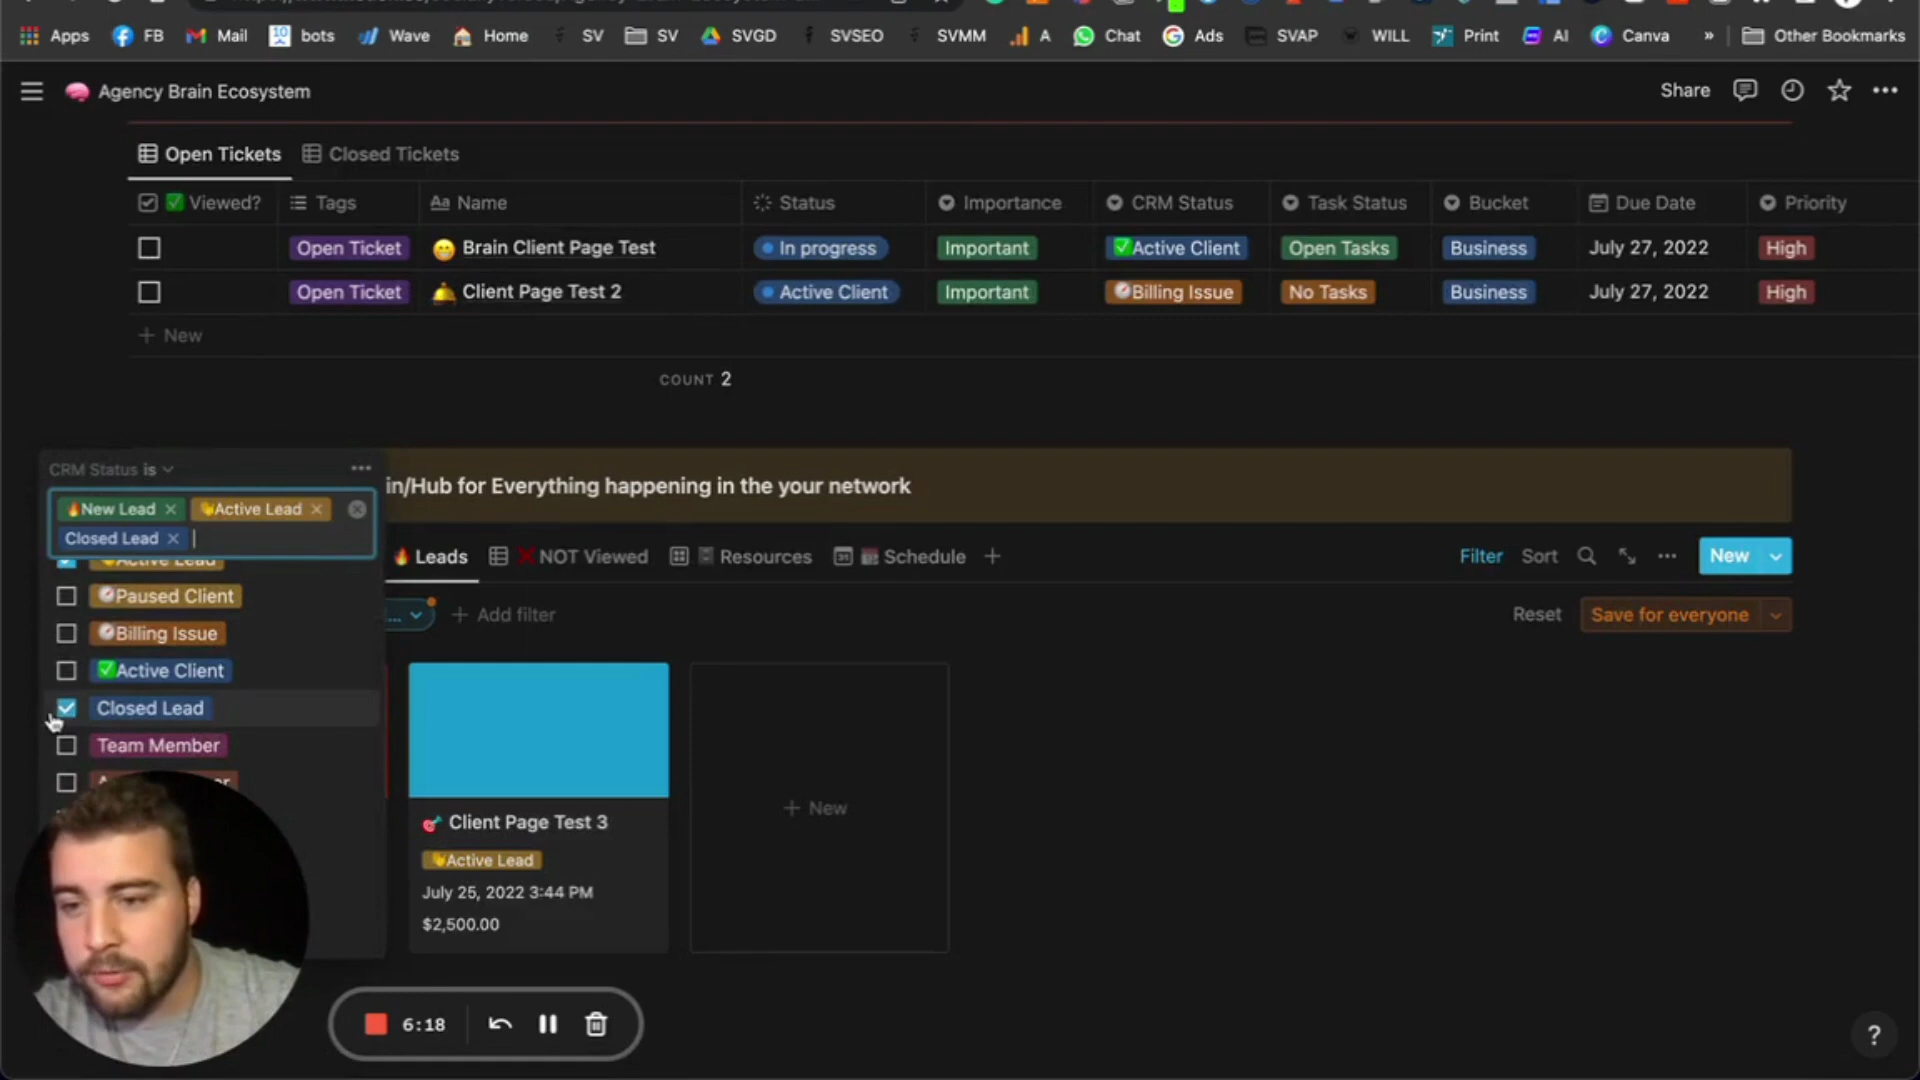 Apps FB Mail bots Wave Home SV SV SVGD SVSEO SVMM A Chat Ads SVAP WILL Print AI Canva » Other Bookmarks
Agency Brain Ecosystem
Share
Open Tickets Closed Tickets
Viewed? Tags Aa Name Status Importance CRM Status Task Status Bucket Due Date Priority
Open Ticket Brain Client Page Test In progress Important Active Client Open Tasks Business July 27, 2022 High
Open Ticket Client Page Test 2 Active Client Important Billing Issue No Tasks Business July 27, 2022 High
+ New
COUNT 2
CRM Status is
in/Hub for Everything happening in the your network
New Lead × Active Lead ×
Closed Lead ×
Leads NOT Viewed Resources Schedule +
Filter Sort New
Active Lead
Paused Client
Billing Issue
Active Client
Closed Lead
Team Member
... + Add filter
Reset Save for everyone
Client Page Test 3
Active Lead
July 25, 2022 3:44 PM
$2,500.00
+ New
6:18
?